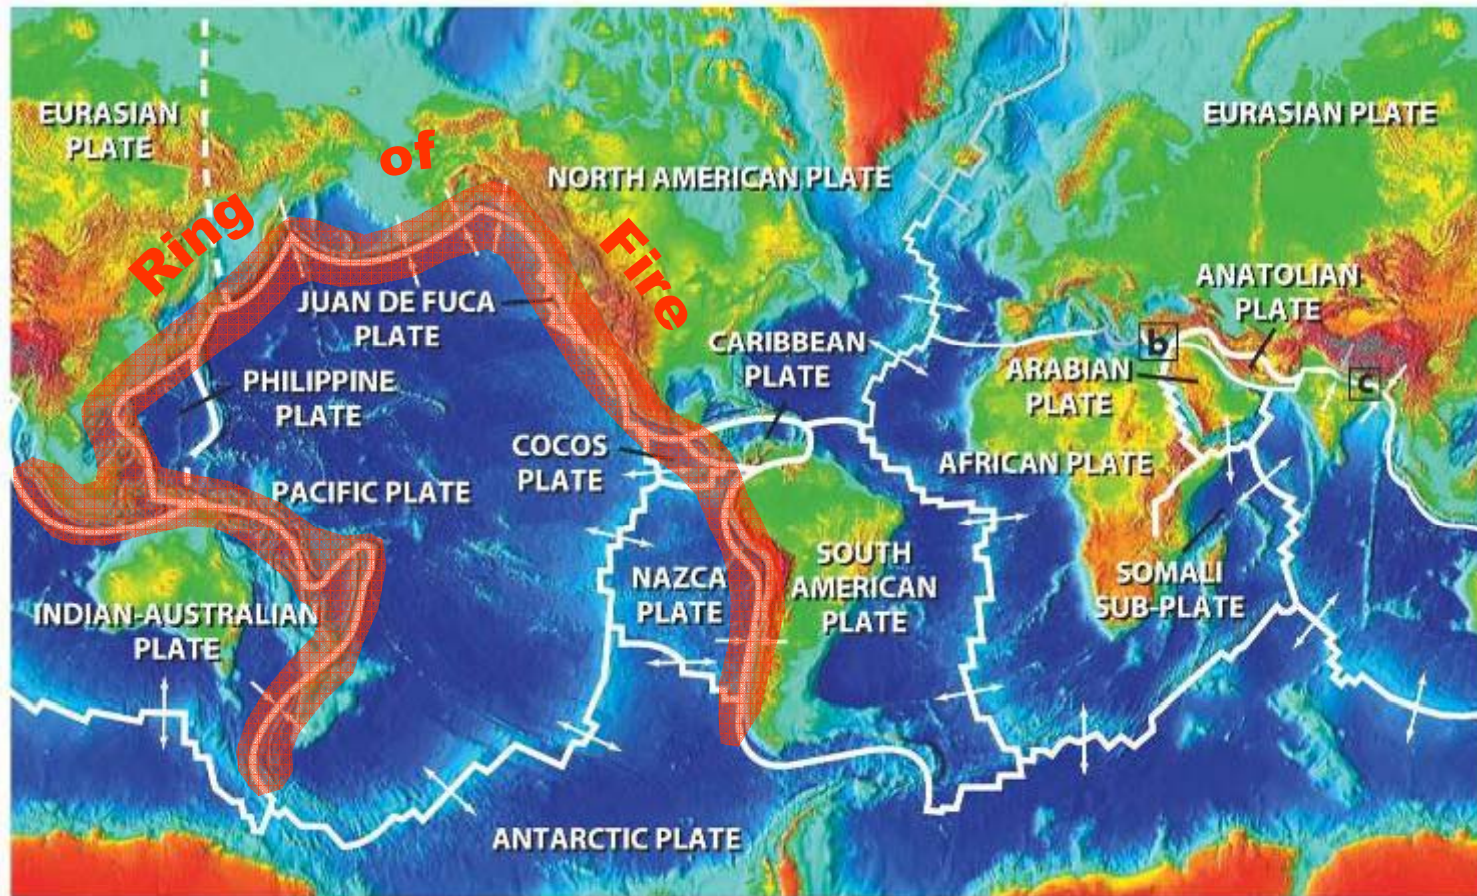 EURASIAN
PLATE
Ring
of
Fire
NORTH AMERICAN PLATE
EURASIAN PLATE
JUAN DE FUCA
PLATE
ANATOLIAN
PLATE
CARIBBEAN
PLATE
b
ARABIAN
PLATE
c
PHILIPPINE
PLATE
COCOS
PLATE
AFRICAN PLATE
PACIFIC PLATE
NAZCA
PLATE
SOUTH
AMERICAN
PLATE
SOMALI
SUB-PLATE
INDIAN-AUSTRALIAN
PLATE
ANTARCTIC PLATE